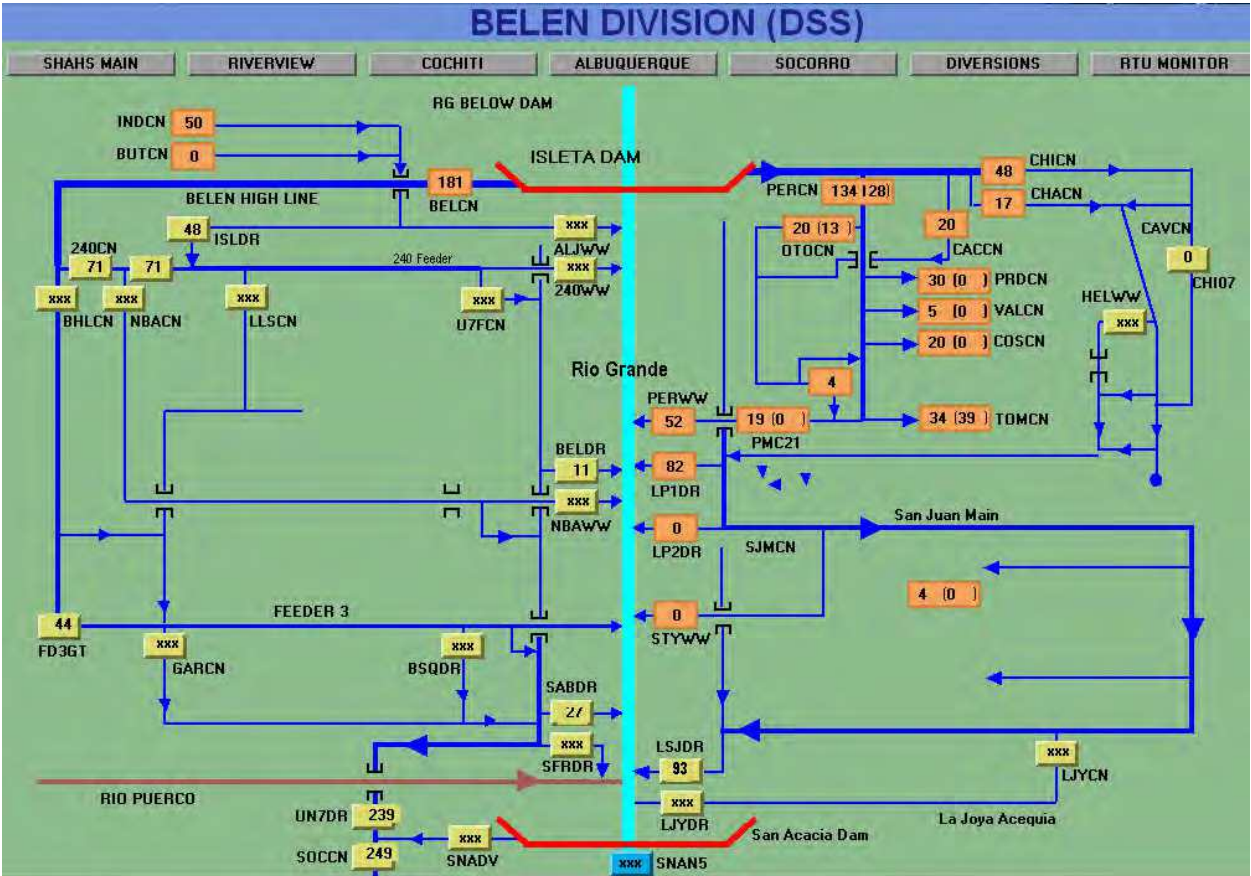 BELEN DIVISION (DSS)
SHAHS MAIN
RIVERVIEW
COCHITI
ALBUQUERQUE
SOCORRO
DIVERSIONS
RTU MONITOR
RG BELOW DAM
INDCN 50
BUTCN 0
ISLETA DAM
181
BELCN
BELEN HIGH LINE
PERCN 134 (28)
48 CHICN
17 CHACN
CAVCN
48
ISLDR
xxx
ALJWW
20 (13 )
OTOCN
20
CACCN
0
CHI07
240CN
71
71
240 Feeder
xxx
240WW
xxx
BHLCN
xxx
NBACN
xxx
LLSCN
xxx
U7FCN
30 (0 ) PRDCN
5 (0 ) VALCN
20 (0 ) COSCN
HELWW
xxx
Rio Grande
4
PERWW
52
19 (0 )
PMC21
34 (39 ) TOMCN
BELDR
11
82
LP1DR
xxx
NBAWW
0
LP2DR
SJMCN
San Juan Main
4 (0 )
FEEDER 3
44
FD3GT
xxx
GARCN
xxx
BSQDR
0
STYWW
SABDR
27
xxx
SFRDR
LSJDR
93
xxx
LJYCN
RIO PUERCO
xxx
LJYDR
La Joya Acequia
UN7DR 239
SOCCN 249
xxx
SNADV
San Acacia Dam
xxx SNAN5